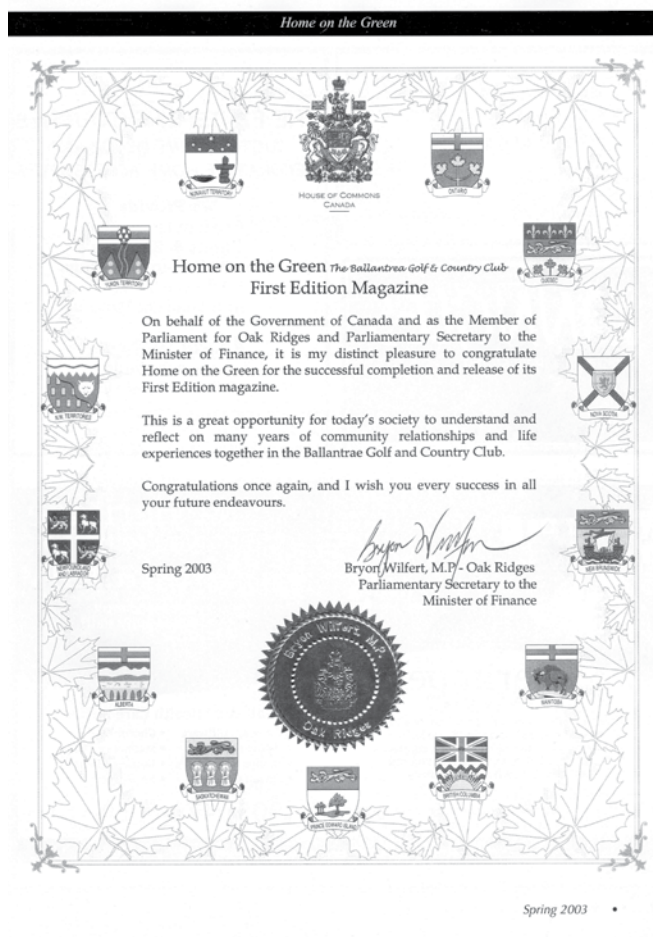 Home on the Green
HOUSE OF COMMONS
CANADA
NUNAVUT TERRITORY
ONTARIO
YUKON TERRITORY
QUEBEC
Home on the Green The Ballantrea Golf & Country Club
First Edition Magazine
On behalf of the Government of Canada and as the Member of
Parliament for Oak Ridges and Parliamentary Secretary to the
Minister of Finance, it is my distinct pleasure to congratulate
Home on the Green for the successful completion and release of its
First Edition magazine.
N.W. TERRITORIES
NOVA SCOTIA
This is a great opportunity for today's society to understand and
reflect on many years of community relationships and life
experiences together in the Ballantrae Golf and Country Club.
Congratulations once again, and I wish you every success in all
your future endeavours.
NEWFOUNDLAND
AND LABRADOR
NEW BRUNSWICK
Bryon Wilfert
Spring 2003
Bryon Wilfert, M.P. - Oak Ridges
Parliamentary Secretary to the
Minister of Finance
Bryon Wilfert, M.P.
Oak Ridges
ALBERTA
MANITOBA
SASKATCHEWAN
BRITISH COLUMBIA
PRINCE EDWARD ISLAND
Spring 2003 •